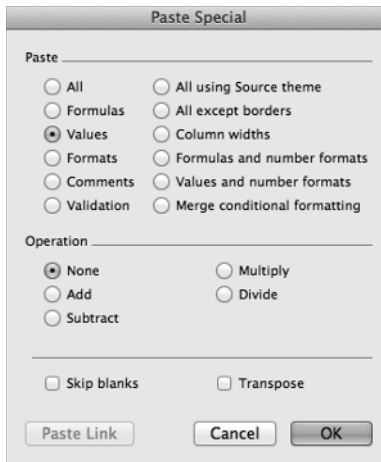 Paste Special
Paste
All
All using Source theme
Formulas
All except borders
Values
Column widths
Formats
Formulas and number formats
Comments
Values and number formats
Validation
Merge conditional formatting
Operation
None
Multiply
Add
Divide
Subtract
Skip blanks
Transpose
Paste Link
Cancel
OK